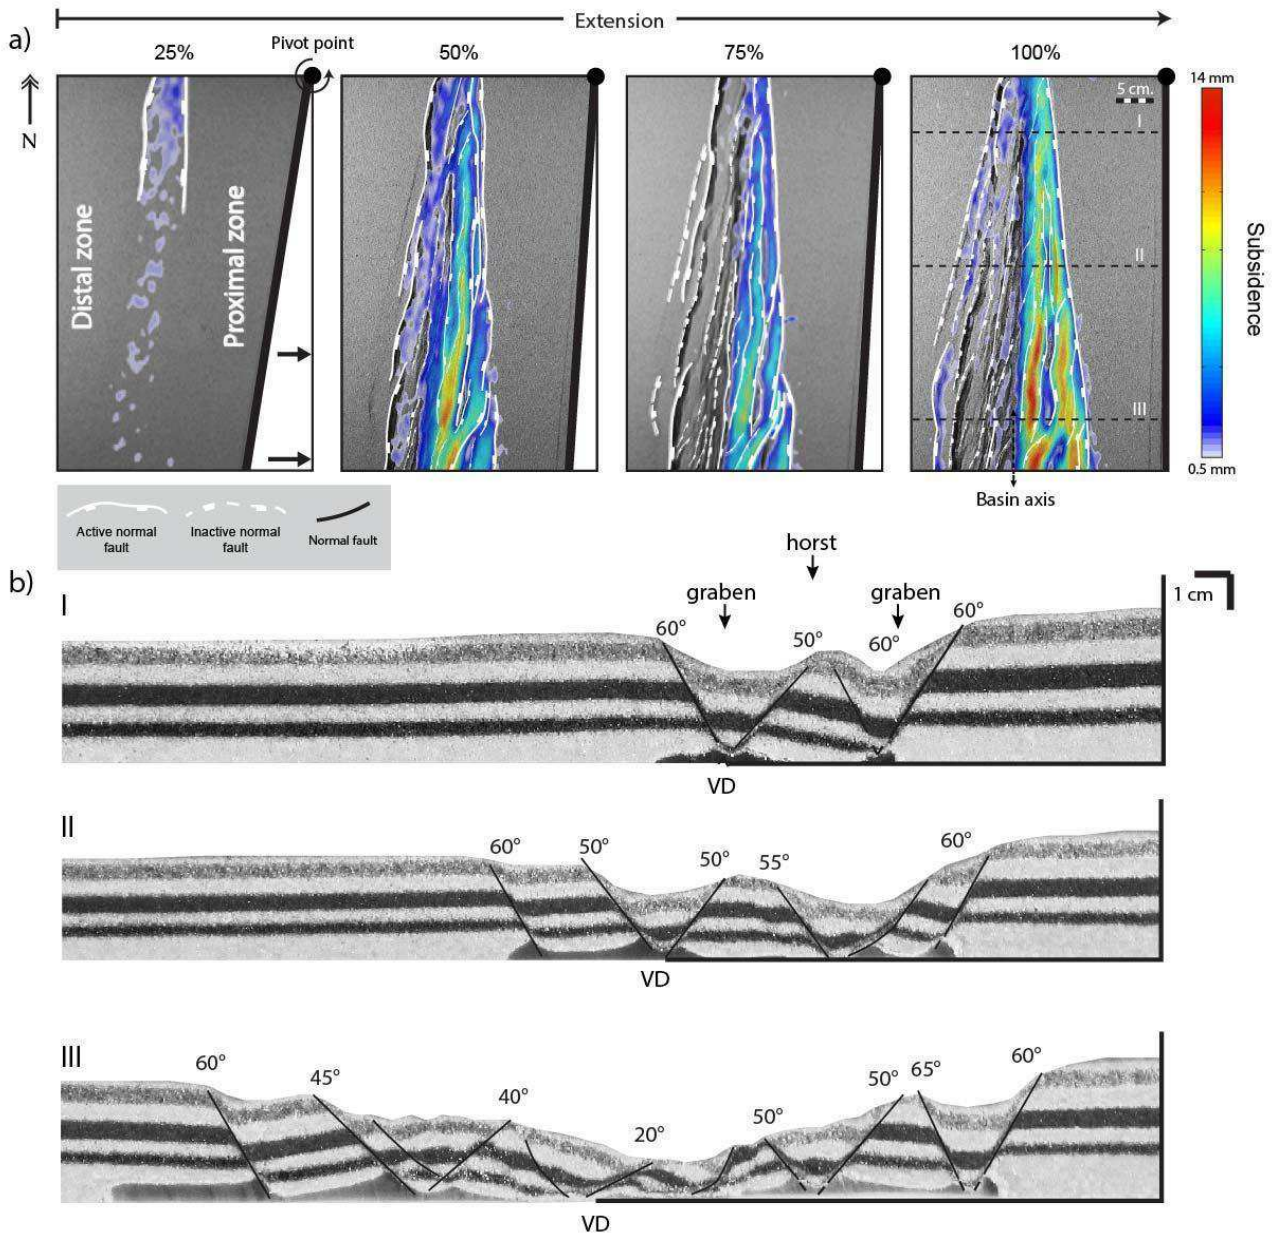 Extension
a)
25%
Pivot point
50%
75%
100%
N
Distal zone
Proximal zone
5 cm.
I
II
III
14 mm
Subsidence
0.5 mm
Basin axis
Active normal
fault
Inactive normal
fault
Normal fault
b)
horst
graben
graben
1 cm
I
60°
50°
60°
60°
VD
II
60°
50°
50°
55°
60°
VD
III
60°
45°
40°
20°
50°
50°
65°
60°
VD